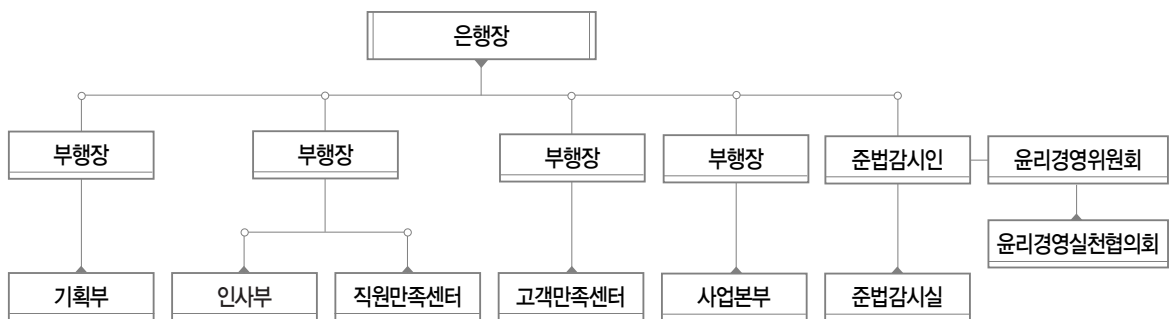 은행장
부행장
부행장
부행장
부행장
준법감시인
윤리경영위원회
윤리경영실천협의회
기획부
인사부
직원만족센터
고객만족센터
사업본부
준법감시실